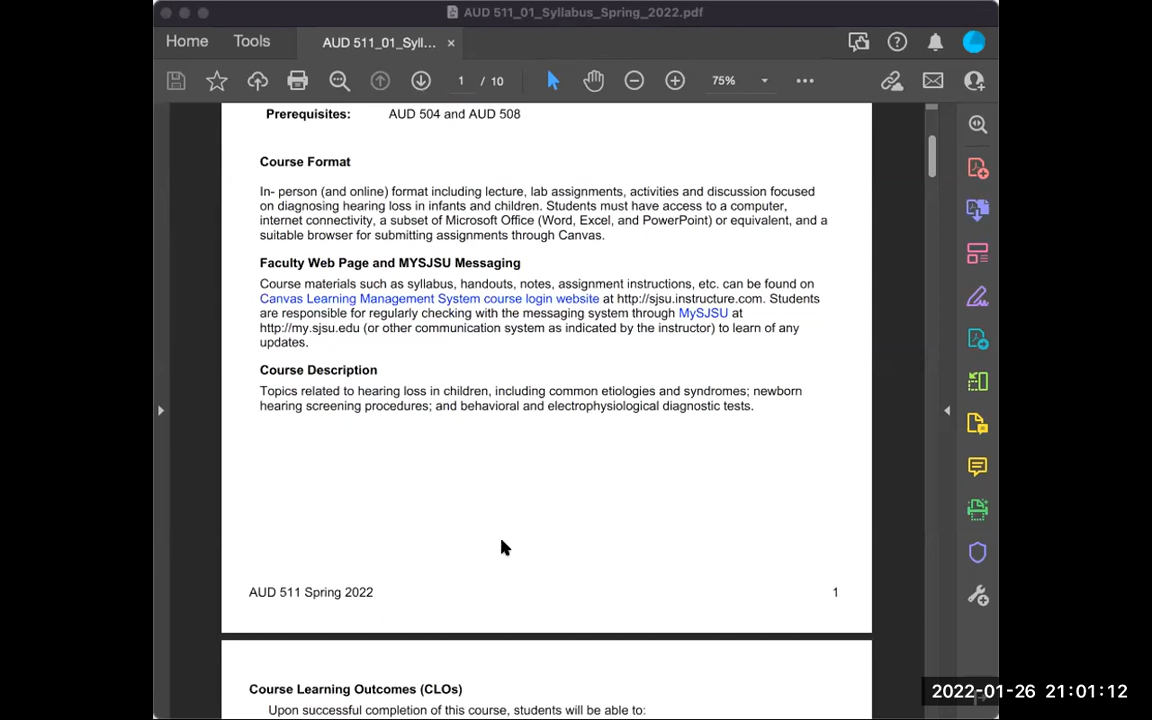 AUD 511_01_Syllabus_Spring_2022.pdf
Home Tools AUD 511_01_Syll... ×
1 / 10 75%
Prerequisites: AUD 504 and AUD 508
Course Format
In- person (and online) format including lecture, lab assignments, activities and discussion focused
on diagnosing hearing loss in infants and children. Students must have access to a computer,
internet connectivity, a subset of Microsoft Office (Word, Excel, and PowerPoint) or equivalent, and a
suitable browser for submitting assignments through Canvas.
Faculty Web Page and MYSJSU Messaging
Course materials such as syllabus, handouts, notes, assignment instructions, etc. can be found on
Canvas Learning Management System course login website at http://sjsu.instructure.com. Students
are responsible for regularly checking with the messaging system through MySJSU at
http://my.sjsu.edu (or other communication system as indicated by the instructor) to learn of any
updates.
Course Description
Topics related to hearing loss in children, including common etiologies and syndromes; newborn
hearing screening procedures; and behavioral and electrophysiological diagnostic tests.
AUD 511 Spring 2022 1
Course Learning Outcomes (CLOs)
Upon successful completion of this course, students will be able to:
2022-01-26 21:01:12